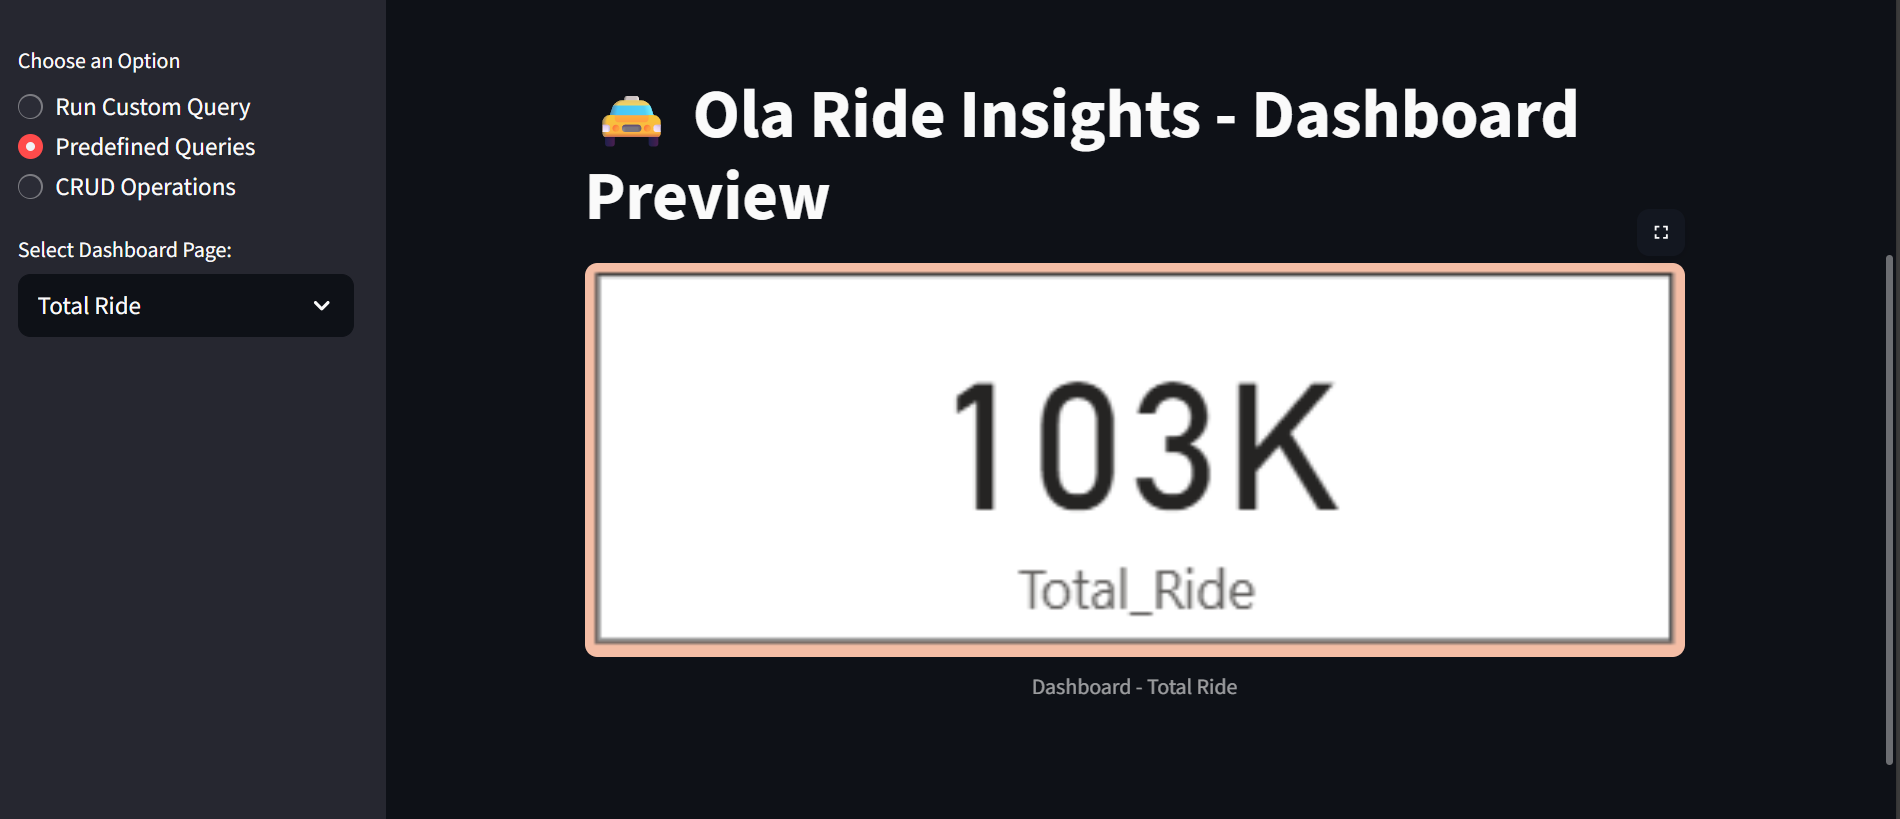 Choose an Option
Run Custom Query
Predefined Queries
CRUD Operations
Select Dashboard Page:
Total Ride
Ola Ride Insights - Dashboard
Preview
103K
Total_Ride
Dashboard - Total Ride